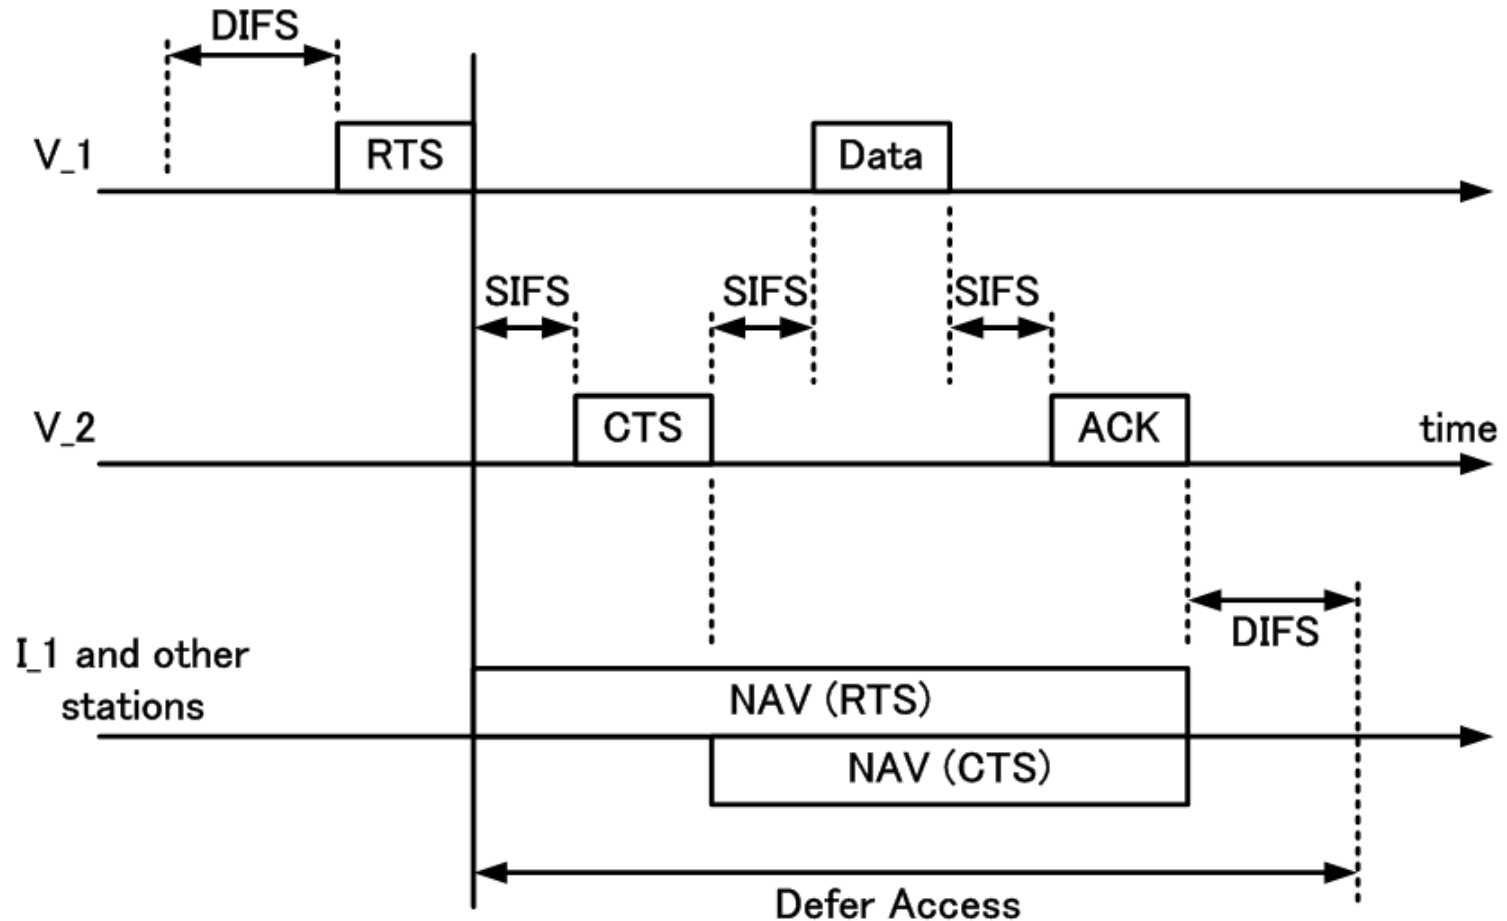 DIFS
V_1
RTS
Data
SIFS
SIFS
SIFS
V_2
CTS
ACK
time
DIFS
I_1 and other
stations
NAV (RTS)
NAV (CTS)
Defer Access